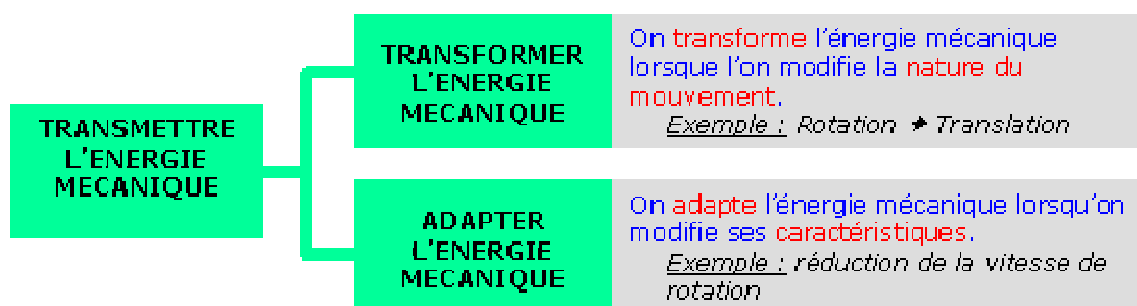 TRANSMETTRE
L'ENERGIE
MECANIQUE
TRANSFORMER
L'ENERGIE
MECANIQUE
On transforme l'énergie mécanique
lorsque l'on modifie la nature du
mouvement.
Exemple : Rotation → Translation
ADAPTER
L'ENERGIE
MECANIQUE
On adapte l'énergie mécanique lorsqu'on
modifie ses caractéristiques.
Exemple : réduction de la vitesse de
rotation